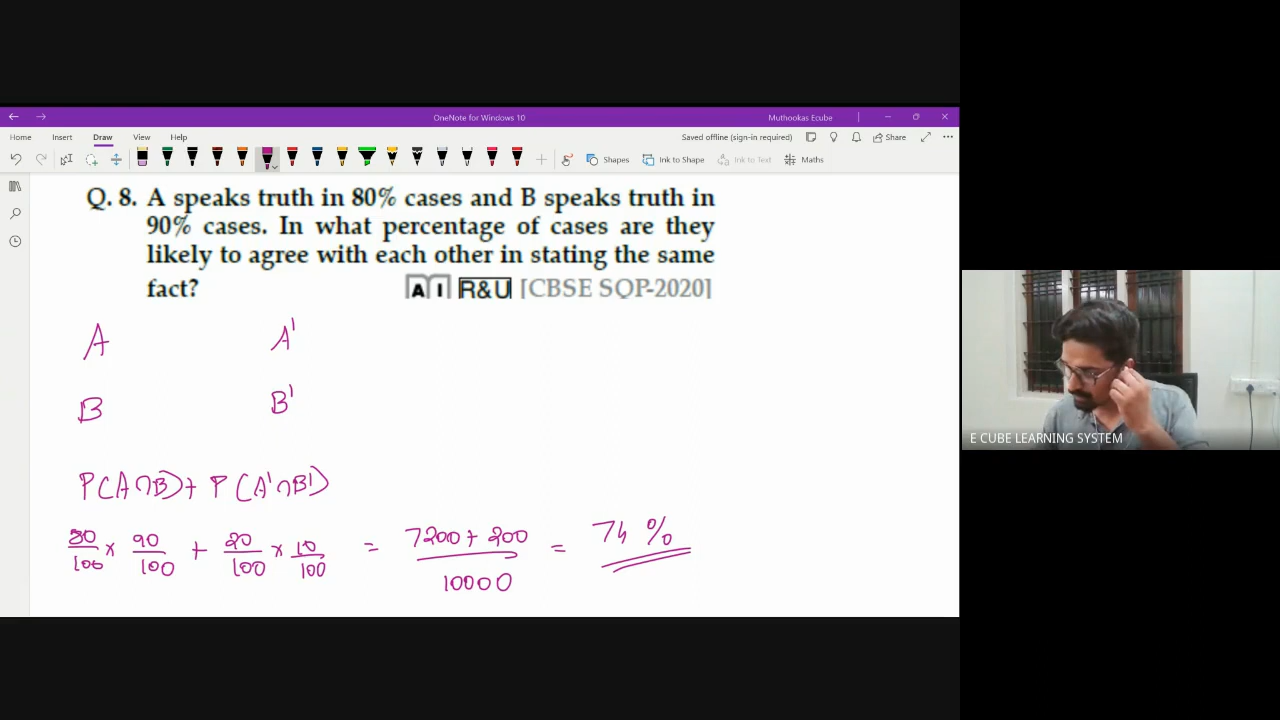 OneNote for Windows 10
Muthookas Ecube
Home Insert Draw View Help
Saved offline (sign-in required)
Share
Shapes
Ink to Shape
Ink to Text
Maths
Q. 8. A speaks truth in 80% cases and B speaks truth in
90% cases. In what percentage of cases are they
likely to agree with each other in stating the same
fact? AI R&U [CBSE SQP-2020]
A A'
B B'
P(A∩B) + P(A'∩B')
80/100 × 90/100 + 20/100 × 10/100 = 7200 + 200 / 10000 = 74 %
E CUBE LEARNING SYSTEM